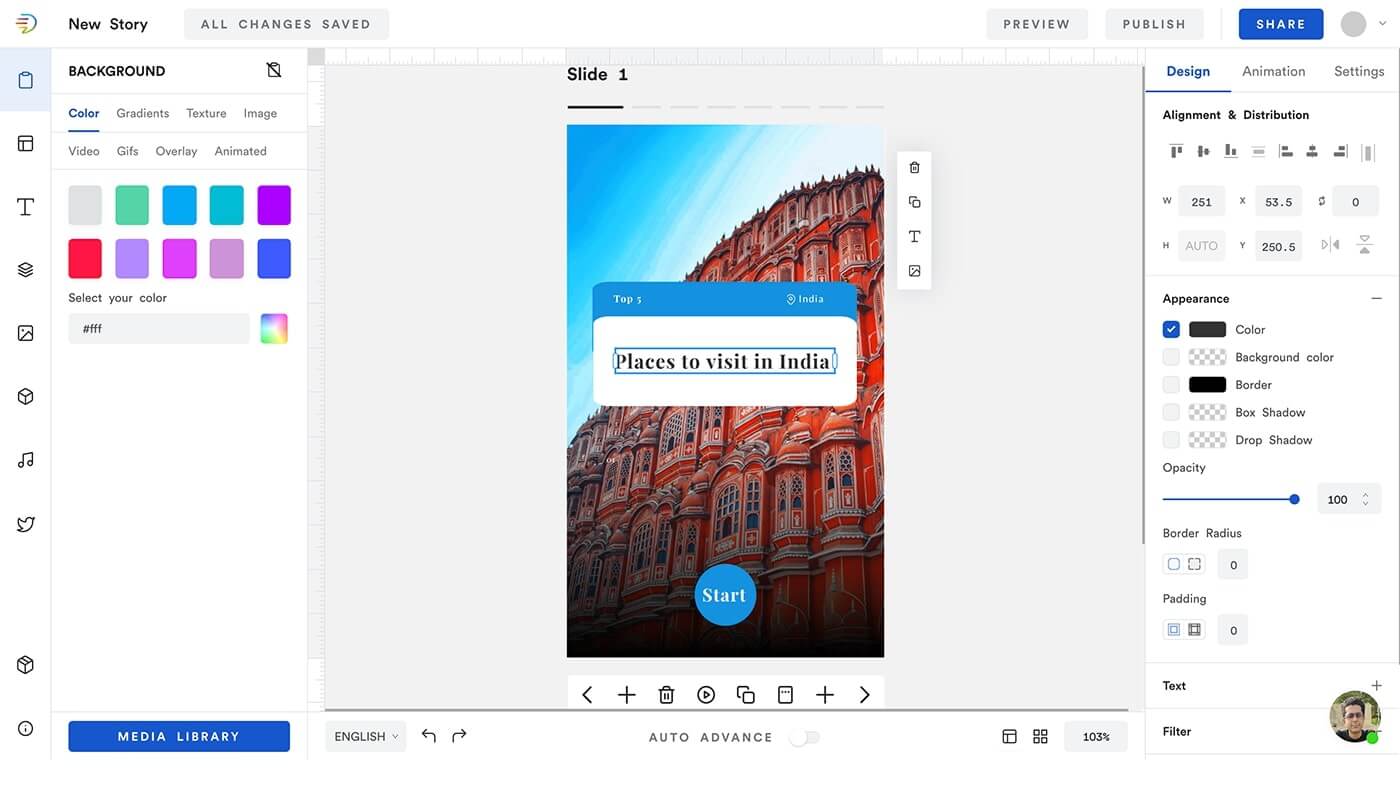 New Story
ALL CHANGES SAVED
PREVIEW
PUBLISH
SHARE
BACKGROUND
Color Gradients Texture Image
Video Gifs Overlay Animated
Select your color
#fff
MEDIA LIBRARY
Slide 1
Top 5
India
Places to visit in India
Start
ENGLISH
AUTO ADVANCE
103%
Design Animation Settings
Alignment & Distribution
W 251 X 53.5 0
H AUTO Y 250.5
Appearance
Color
Background color
Border
Box Shadow
Drop Shadow
Opacity
100
Border Radius
0
Padding
0
Text
Filter